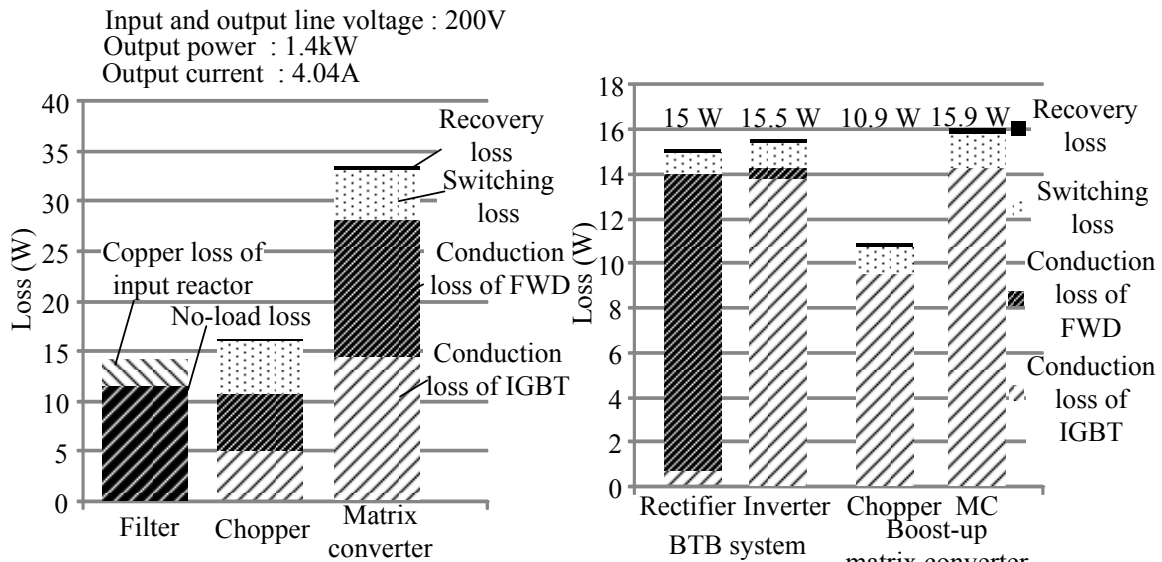 Input and output line voltage : 200V
Output power : 1.4kW
Output current : 4.04A
Loss (W)
40
35
30
25
20
15
10
5
0
Recovery
loss
Switching
loss
Copper loss of
input reactor
No-load loss
Conduction
loss of FWD
Conduction
loss of IGBT
Filter
Chopper
Matrix
converter
Loss (W)
18
16
14
12
10
8
6
4
2
0
15 W
15.5 W
10.9 W
15.9 W
Recovery
loss
Switching
loss
Conduction
loss of
FWD
Conduction
loss of
IGBT
Rectifier
Inverter
Chopper
MC
BTB system
Boost-up
matrix converter